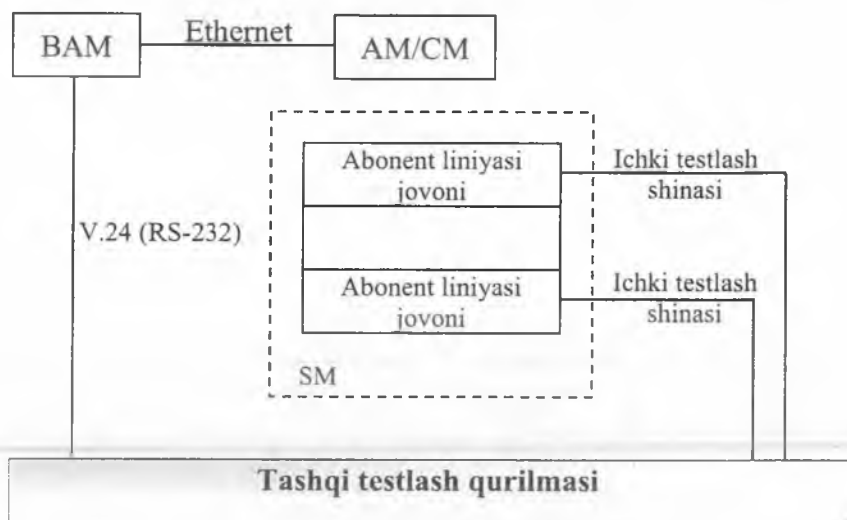 BAM
Ethernet
AM/CM
Abonent liniyasi
jovoni
Ichki testlash
shinasi
V.24 (RS-232)
Abonent liniyasi
jovoni
Ichki testlash
shinasi
SM
Tashqi testlash qurilmasi